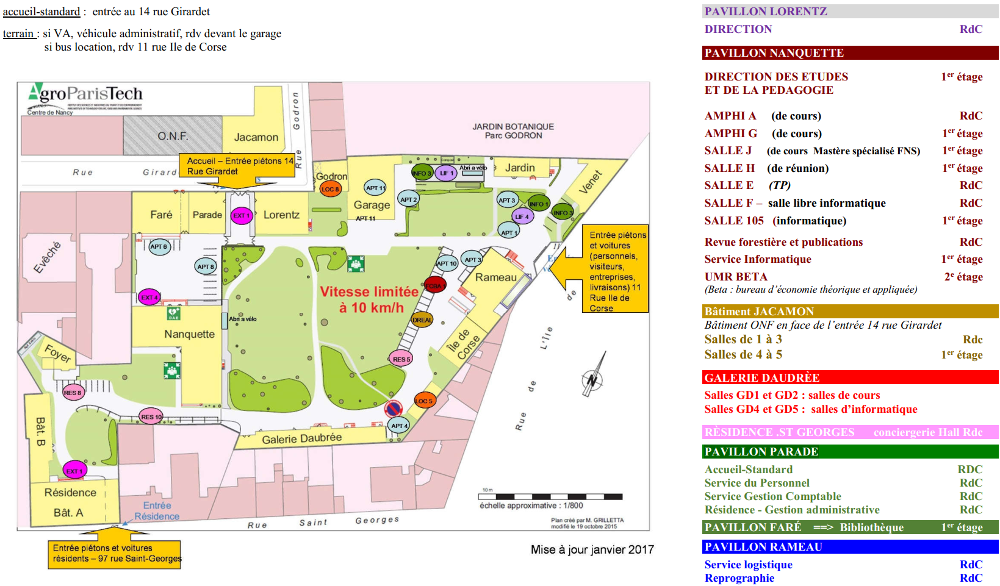 accueil-standard : entrée au 14 rue Girardet
terrain : si VA, véhicule administratif, rdv devant le garage
si bus location, rdv 11 rue Ile de Corse
AgroParisTech
Centre de Nancy
O.N.F.
Jacamon
Rue Godron
JARDIN BOTANIQUE
Parc GODRON
Rue Girard
Accueil – Entrée piétons 14
Rue Girardet
Godron
LOC 8
APT 11
Garage
APT 11
APT 2
INFO 3
LIF 1
Abri a vélo
Jardin
Venet
Faré
Parade
EXT 1
Lorentz
APT 3
INFO 1
INFO 3
LIF 4
APT 1
Evêché
APT 6
APT 8
EXT 4
DAE
Abri a vélo
Nanquette
Vitesse limitée
à 10 km/h
APT 10
APT 3
FCBA 1
Rameau
DREAL
Île de
Corse
RES 5
11
Entrée piétons
et voitures
(personnels,
visiteurs,
entreprises,
livraisons) 11
Rue Ile de
Corse
Rue de L'Île de
Foyer
RES 8
RES 10
LOC 5
APT 4
Galerie Daubrée
Bât. B
EXT 1
Résidence
Bât. A
Entrée
Résidence
97
Rue Saint Georges
Entrée piétons et voitures
résidents – 97 rue Saint-Georges
N
10 m
échelle approximative : 1/800
Plan créé par M. GRILLETTA
modifié le 19 octobre 2015
Mise à jour janvier 2017
PAVILLON LORENTZ
DIRECTION RdC
PAVILLON NANQUETTE
DIRECTION DES ETUDES 1er étage
ET DE LA PEDAGOGIE
AMPHI A (de cours) RdC
AMPHI G (de cours) 1er étage
SALLE J (de cours Mastère spécialisé FNS) 1er étage
SALLE H (de réunion) 1er étage
SALLE E (TP) RdC
SALLE F – salle libre informatique RdC
SALLE 105 (informatique) 1er étage
Revue forestière et publications RdC
Service Informatique 1er étage
UMR BETA 2e étage
(Beta : bureau d'économie théorique et appliquée)
Bâtiment JACAMON
Bâtiment ONF en face de l'entrée 14 rue Girardet
Salles de 1 à 3 Rdc
Salles de 4 à 5 1er étage
GALERIE DAUDRÈE
Salles GD1 et GD2 : salles de cours
Salles GD4 et GD5 : salles d'informatique
RÈSIDENCE .ST GEORGES conciergerie Hall Rdc
PAVILLON PARADE
Accueil-Standard RDC
Service du Personnel RdC
Service Gestion Comptable RdC
Résidence - Gestion administrative RdC
PAVILLON FARÉ ==> Bibliothèque 1er étage
PAVILLON RAMEAU
Service logistique RdC
Reprographie RdC